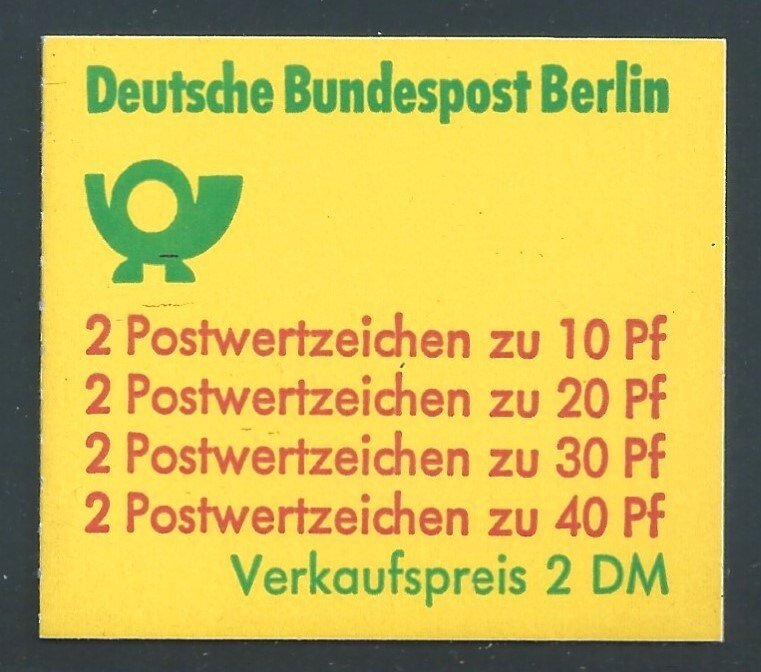 Deutsche Bundespost Berlin
2 Postwertzeichen zu 10 Pf
2 Postwertzeichen zu 20 Pf
2 Postwertzeichen zu 30 Pf
2 Postwertzeichen zu 40 Pf
Verkaufspreis 2 DM